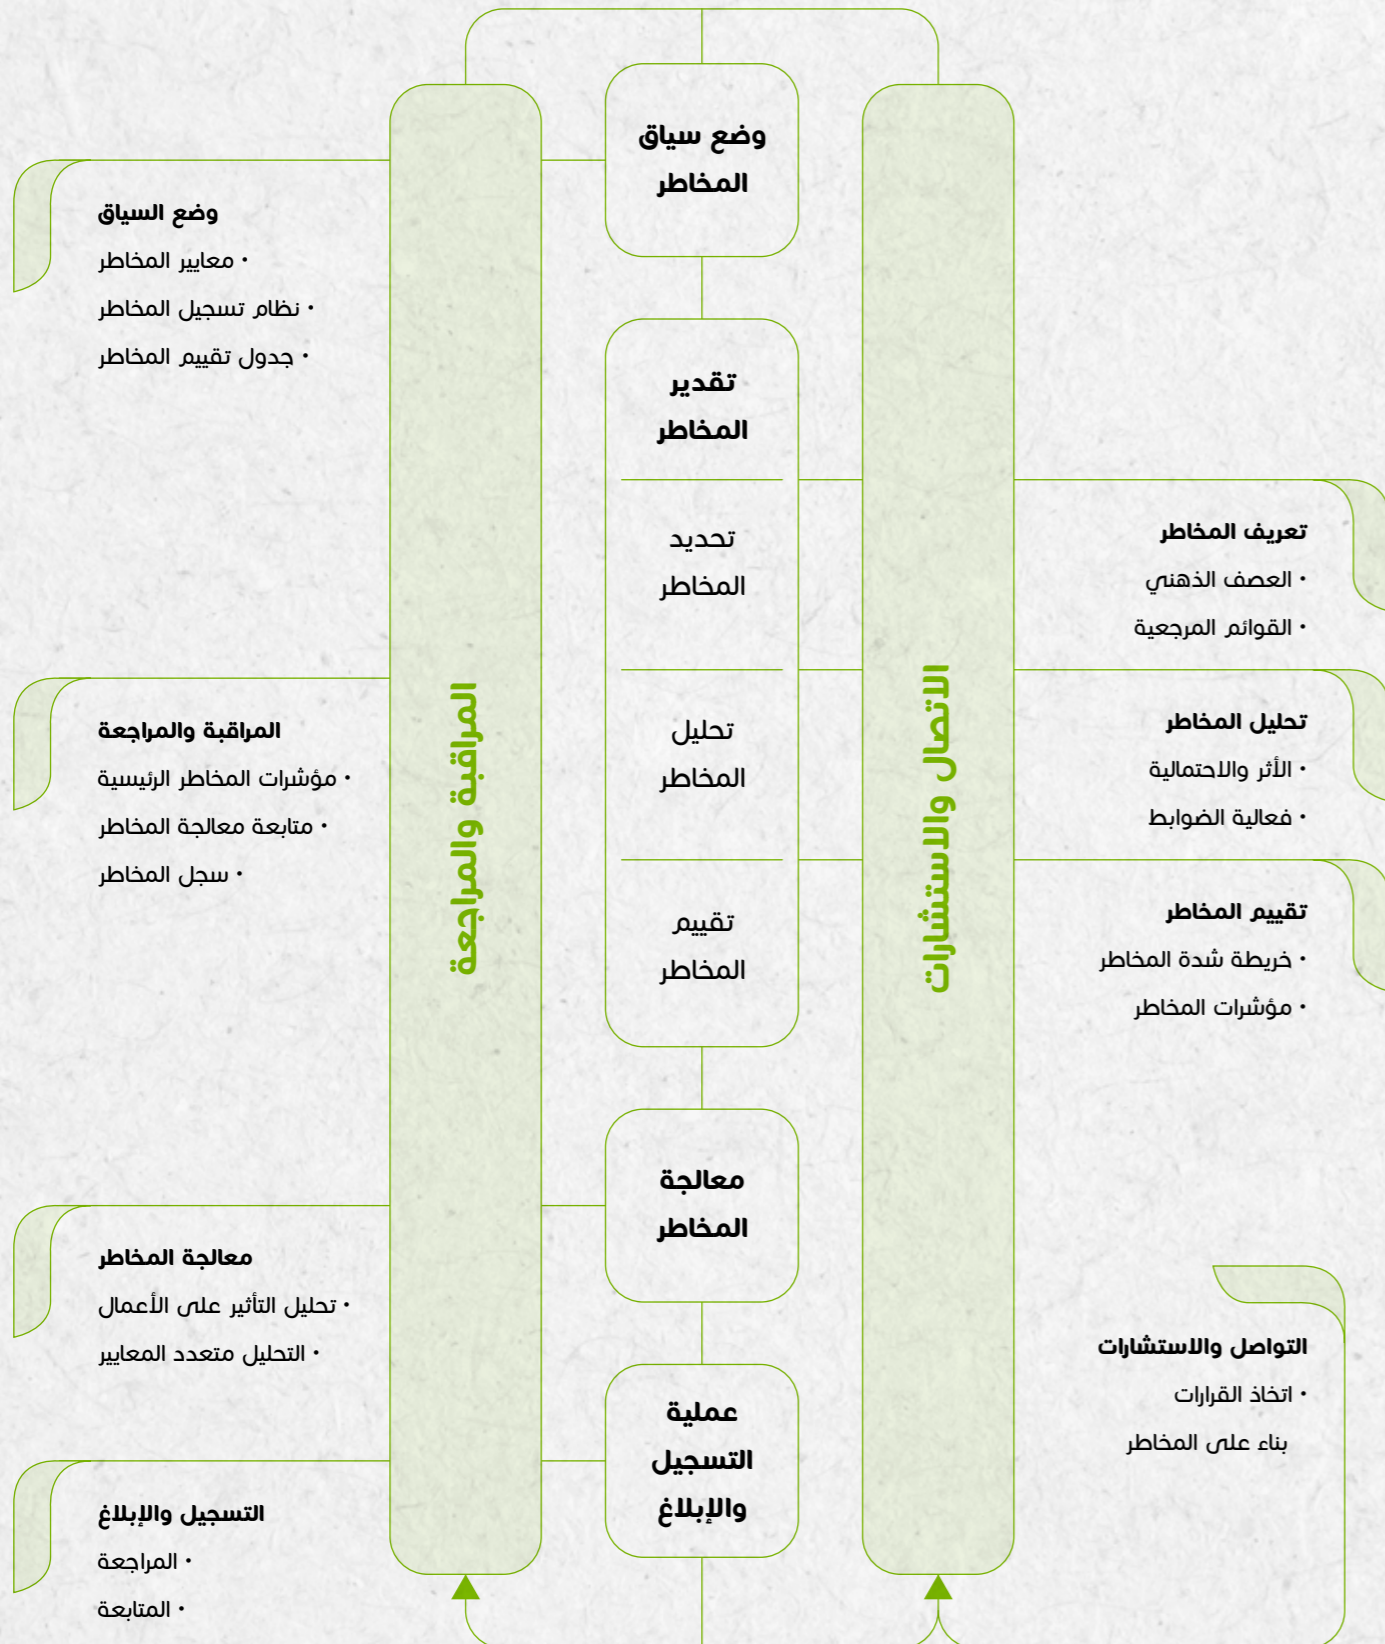 وضع سياق
المخاطر
تقدير
المخاطر
تحديد
المخاطر
تحليل
المخاطر
تقييم
المخاطر
معالجة
المخاطر
عملية
التسجيل
والإبلاغ
الاتصال والاستشارات
المراقبة والمراجعة
تعريف المخاطر
• العصف الذهني
• القوائم المرجعية
تحليل المخاطر
• الأثر والاحتمالية
• فعالية الضوابط
تقييم المخاطر
• خريطة شدة المخاطر
• مؤشرات المخاطر
التواصل والاستشارات
• اتخاذ القرارات
بناء على المخاطر
وضع السياق
• معايير المخاطر
• نظام تسجيل المخاطر
• جدول تقييم المخاطر
المراقبة والمراجعة
• مؤشرات المخاطر الرئيسية
• متابعة معالجة المخاطر
• سجل المخاطر
معالجة المخاطر
• تحليل التأثير على الأعمال
• التحليل متعدد المعايير
التسجيل والإبلاغ
• المراجعة
• المتابعة